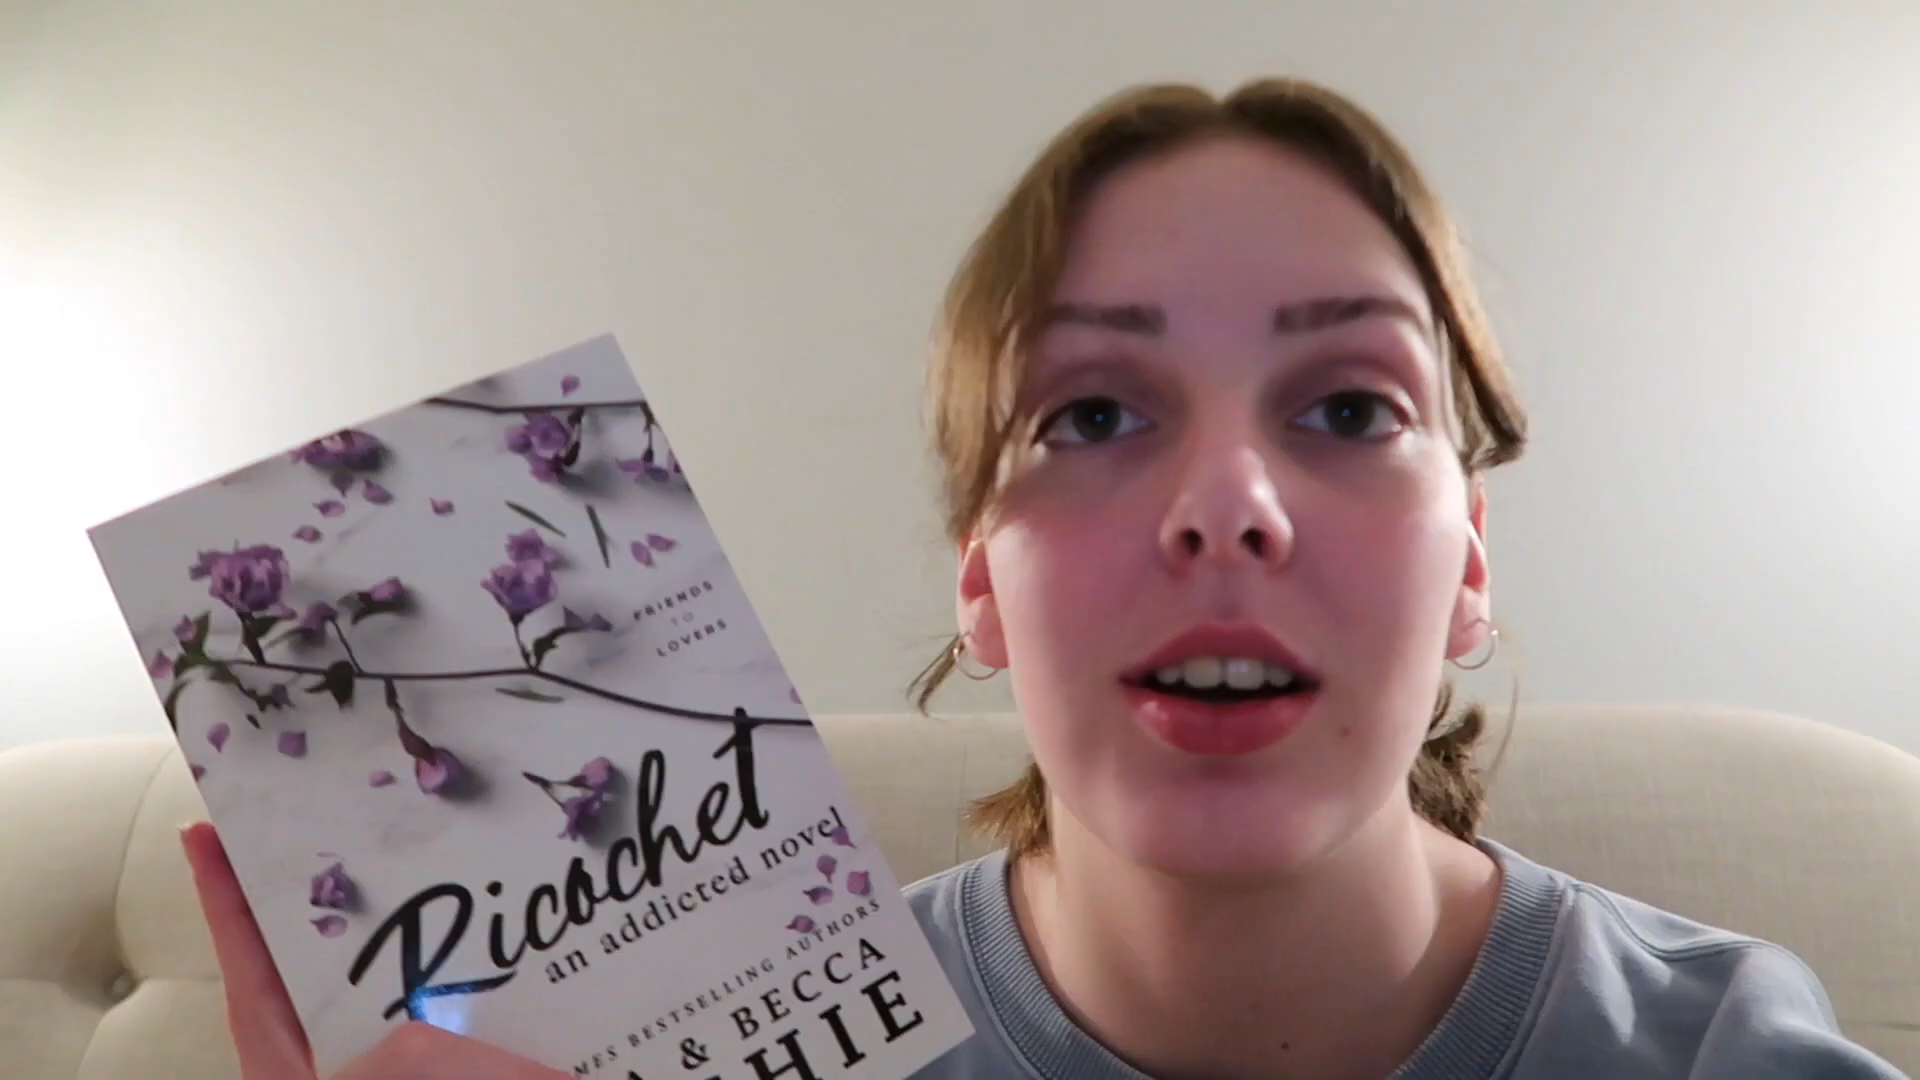 FRIENDS
TO
LOVERS
Ricochet
an addicted novel
MES BESTSELLING AUTHORS
A & BECCA
HIE